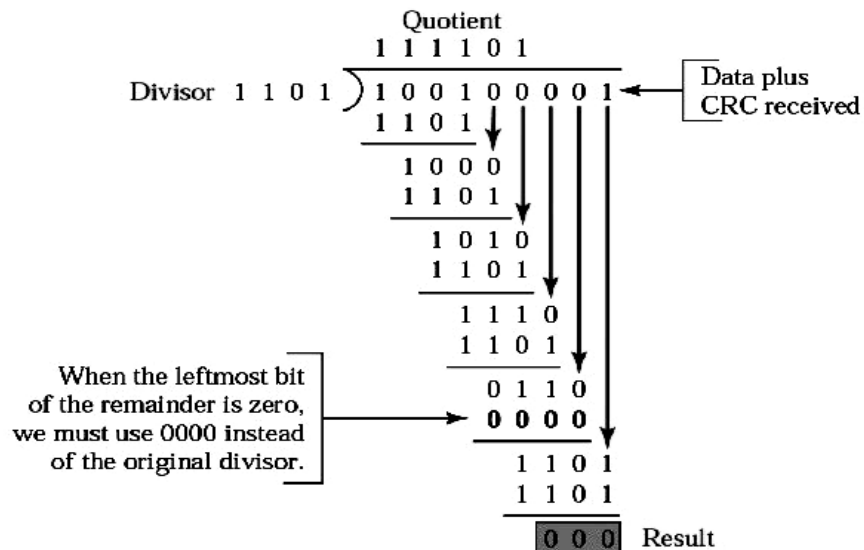 Quotient
1 1 1 1 0 1
Divisor 1 1 0 1 1 0 0 1 0 0 0 0 1
Data plus
CRC received
1 1 0 1
1 0 0 0
1 1 0 1
1 0 1 0
1 1 0 1
1 1 1 0
1 1 0 1
When the leftmost bit
of the remainder is zero,
we must use 0000 instead
of the original divisor.
0 1 1 0
0 0 0 0
1 1 0 1
1 1 0 1
0 0 0 Result